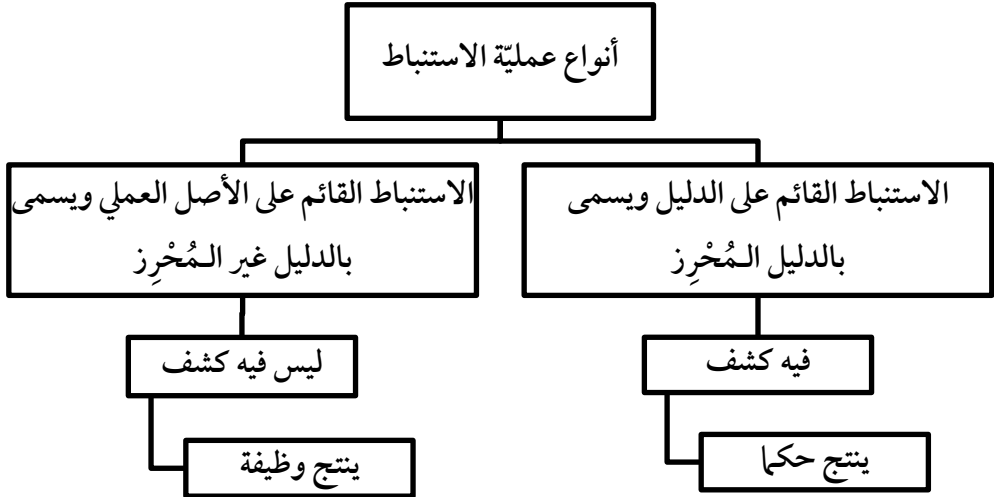 أنواع عمليّة الاستنباط
الاستنباط القائم على الدليل ويسمى
بالدليل الـمُحْرِز
الاستنباط القائم على الأصل العملي ويسمى
بالدليل غير الـمُحْرِز
فيه كشف
ليس فيه كشف
ينتج حكما
ينتج وظيفة